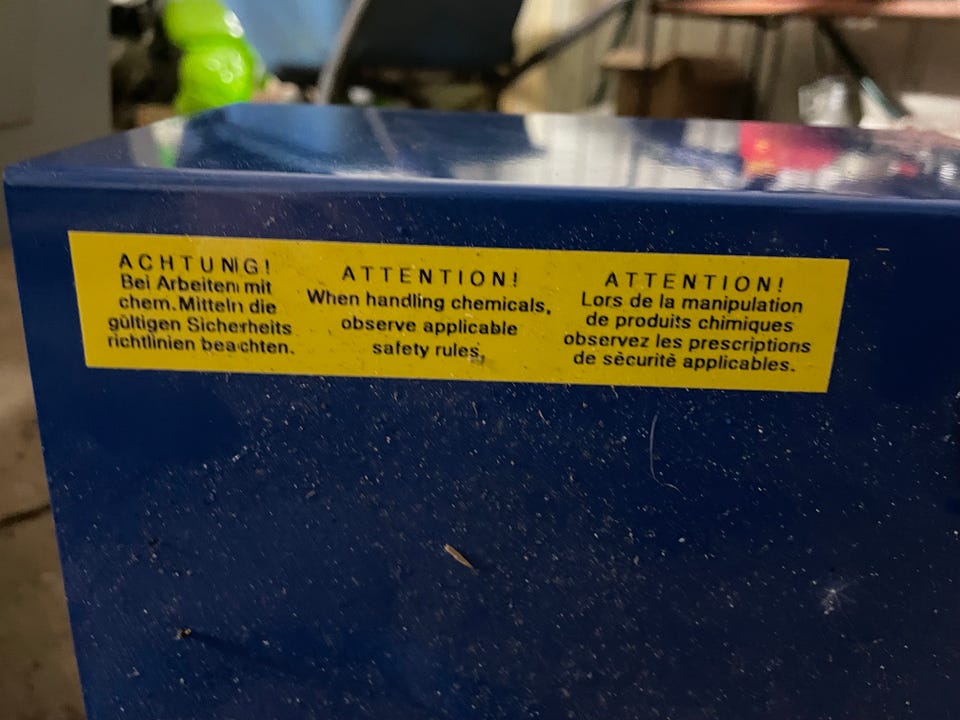 ACHTUNG!
Bei Arbeiten mit
chem. Mitteln die
gültigen Sicherheits
richtlinien beachten.
ATTENTION!
When handling chemicals,
observe applicable
safety rules,
ATTENTION!
Lors de la manipulation
de produits chimiques
observez les prescriptions
de sécurité applicables.